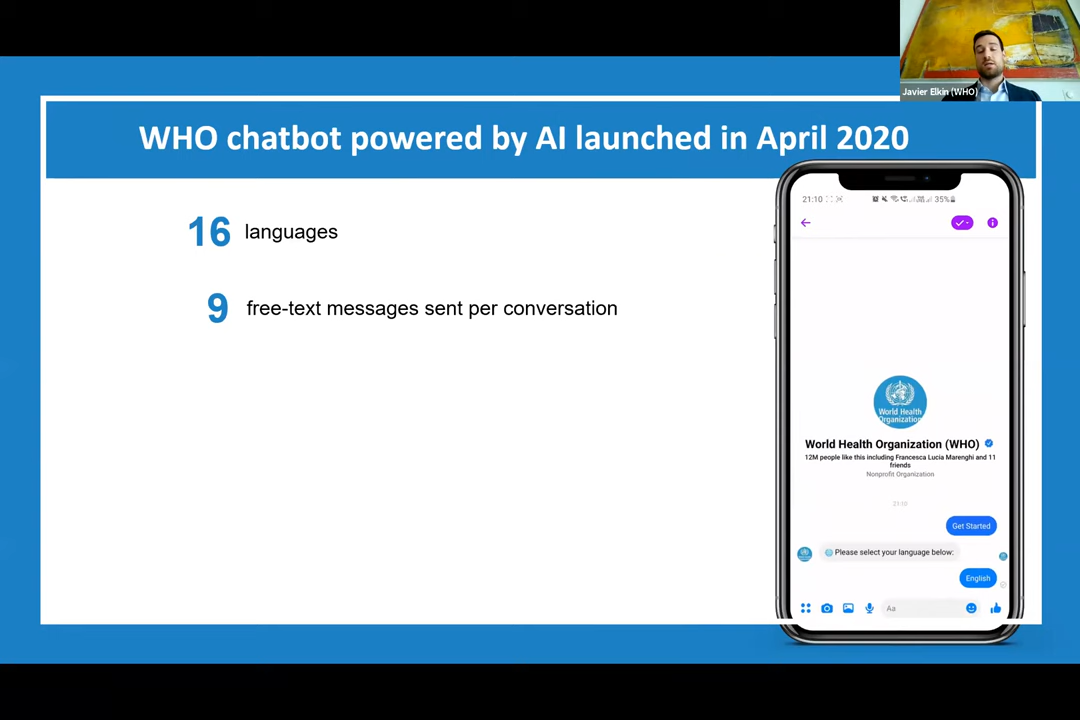 Javier Elkin (WHO)
WHO chatbot powered by AI launched in April 2020
16 languages
9 free-text messages sent per conversation
21:10
35%
World Health
Organization
World Health Organization (WHO)
12M people like this including Francesca Lucia Marenghi and 11
friends
Nonprofit Organization
21:10
Get Started
Please select your language below:
English
Aa